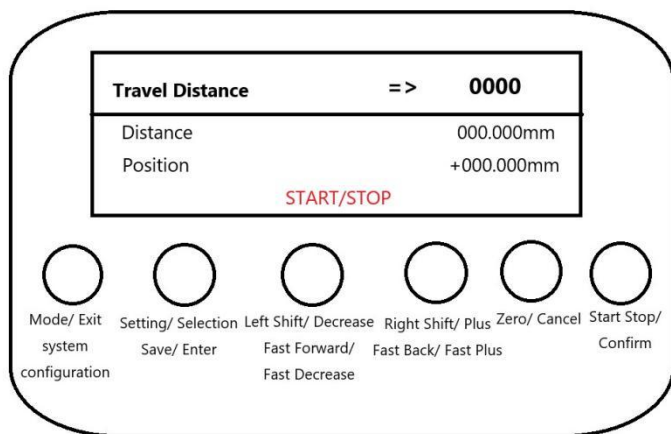 Travel Distance => 0000
Distance 000.000mm
Position +000.000mm
START/STOP
Mode/ Exit
system
configuration
Setting/ Selection
Save/ Enter
Left Shift/ Decrease
Fast Forward/
Fast Decrease
Right Shift/ Plus
Fast Back/ Fast Plus
Zero/ Cancel
Start Stop/
Confirm